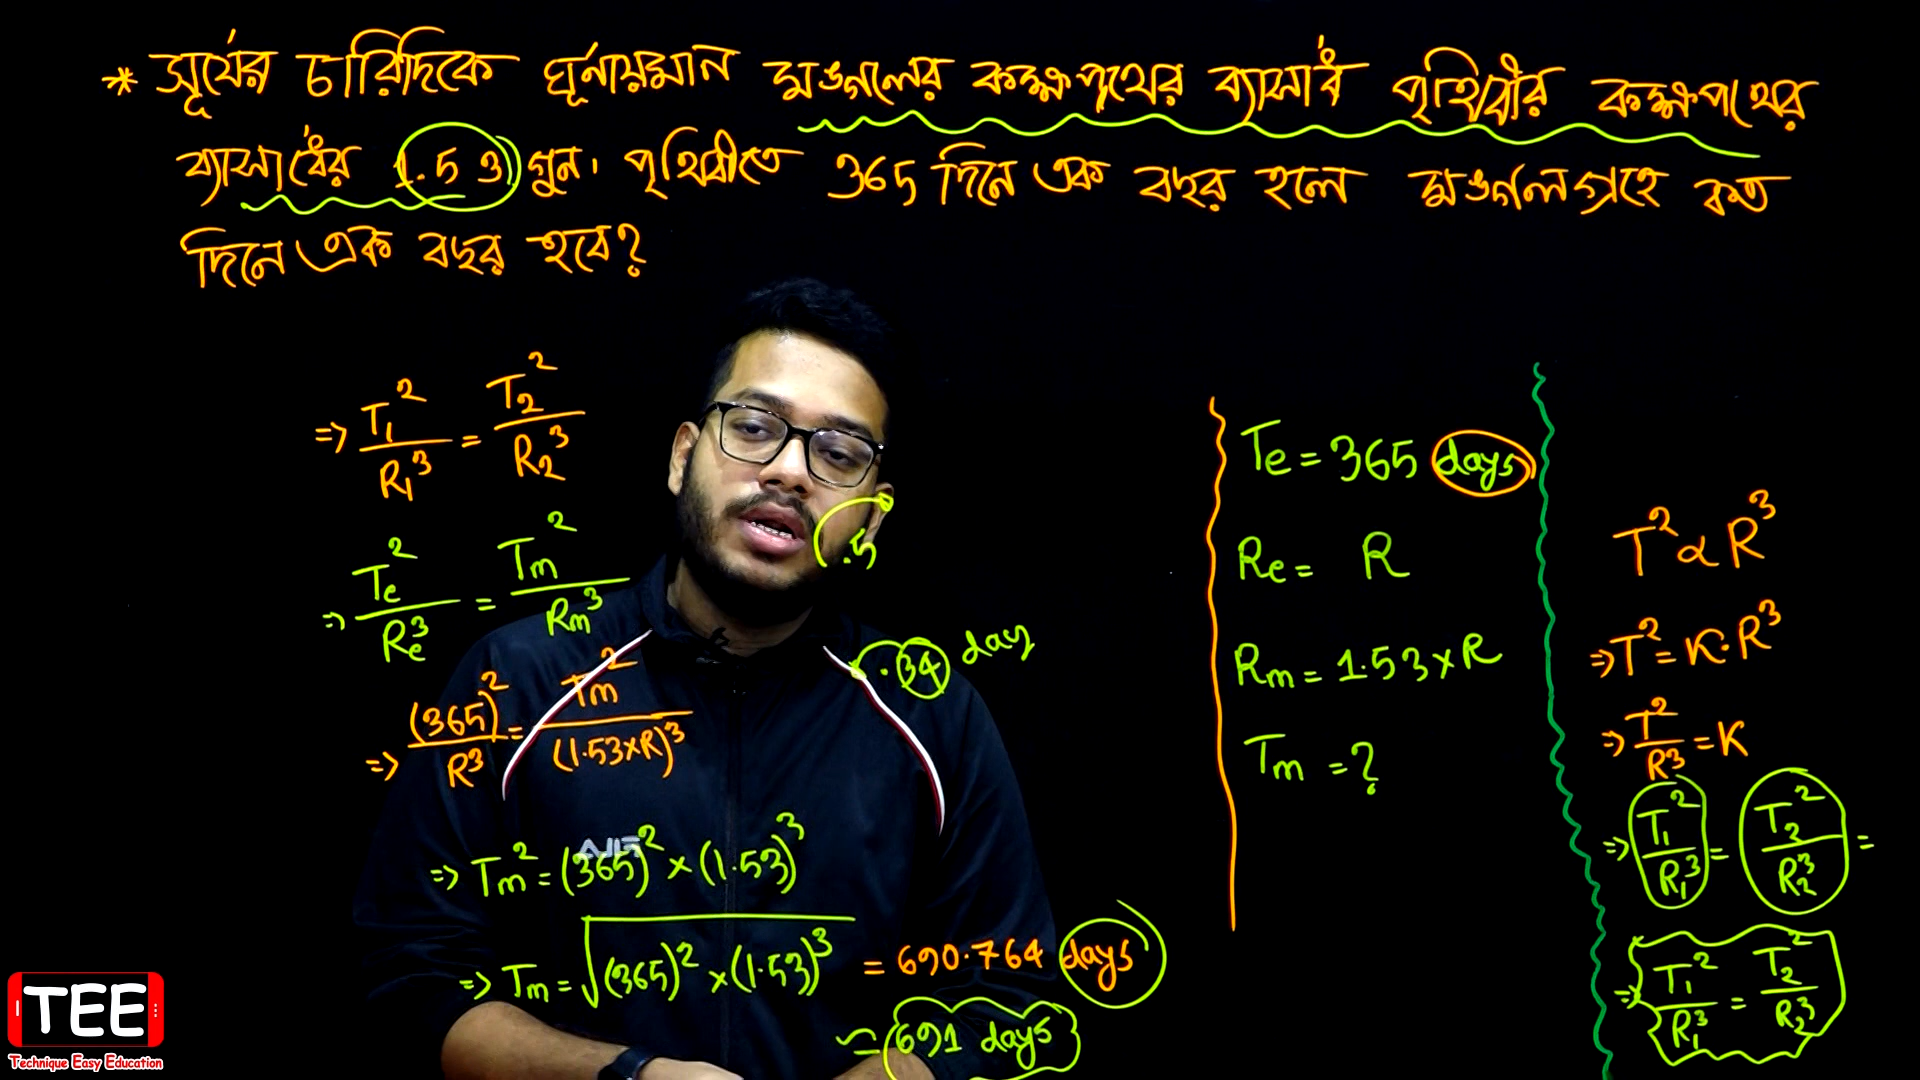 * সূর্যের চারিদিকে ঘূর্নায়মান মঙ্গলের কক্ষপথের ব্যাসার্ধ পৃথিবীর কক্ষপথের
ব্যাসার্ধের 1.53 গুন। পৃথিবীতে 365 দিনে এক বছর হলে মঙ্গলগ্রহে কত
দিনে এক বছর হবে?
=> T₁²/R₁³ = T₂²/R₂³
=> Te²/Re³ = Tm²/Rm³
=> (365)²/R³ = Tm²/(1.53×R)³
=> Tm² = (365)² × (1.53)³
=> Tm = √(365)² × (1.53)³ = 690.764 days
≃ 691 days
.5
.04 day
Te = 365 days
Re = R
Rm = 1.53×R
Tm = ?
T² ∝ R³
=> T² = K·R³
=> T²/R³ = K
=> T₁²/R₁³ = T₂²/R₂³ =
=> T₁²/R₁³ = T₂²/R₂³
TEE
Technique Easy Education